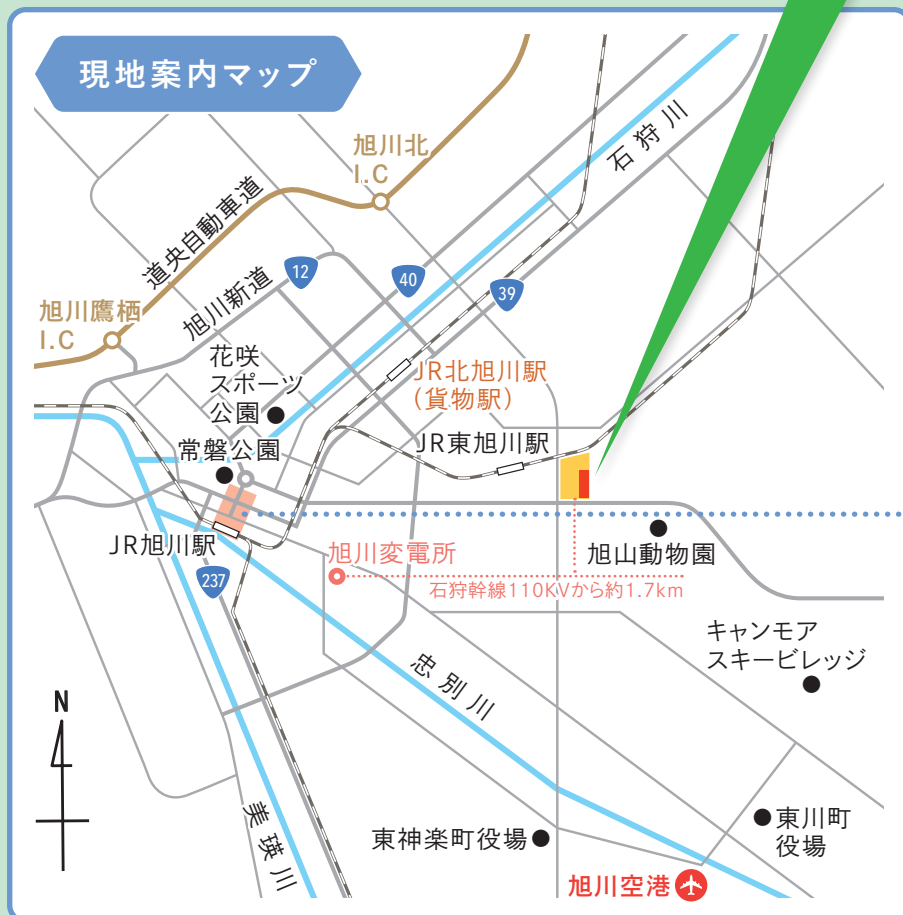 現地案内マップ
旭川北
I.C
石狩川
道央自動車道
12
40
39
旭川新道
旭川鷹栖
I.C
花咲
スポーツ
公園
JR北旭川駅
(貨物駅)
常磐公園
JR東旭川駅
JR旭川駅
旭川変電所
旭山動物園
237
石狩幹線110KVから約1.7km
キャンモア
スキービレッジ
忠別川
N
美瑛川
東神楽町役場
東川町
役場
旭川空港